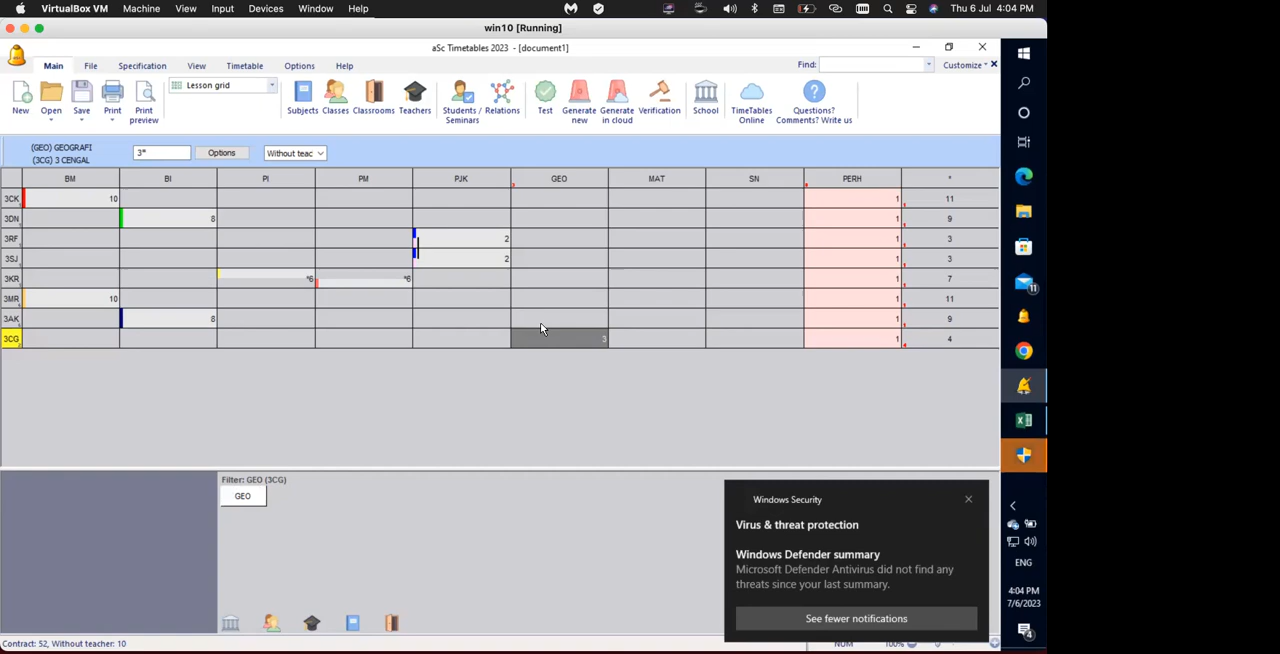 VirtualBox VM Machine View Input Devices Window Help
Thu 6 Jul 4:04 PM
win10 [Running]
aSc Timetables 2023 - [document1]
Main File Specification View Timetable Options Help
Find:
Customize
New Open Save Print Print preview
Lesson grid
Subjects Classes Classrooms Teachers Students/ Seminars Relations Test Generate new Generate in cloud Verification School TimeTables Online Questions? Comments? Write us
(GEO) GEOGRAFI
(3CG) 3 CENGAL
3*
Options
Without teac
BM BI PI PM PJK GEO MAT SN PERH *
3CK 10 1 11
3DN 8 1 9
3RF 2 1 3
3SJ 2 1 3
3KR *6 *6 1 7
3MR 10 1 11
3AK 8 1 9
3CG 3 1 4
Filter: GEO (3CG)
GEO
Windows Security
Virus & threat protection
Windows Defender summary
Microsoft Defender Antivirus did not find any
threats since your last summary.
See fewer notifications
11
ENG
4:04 PM
7/6/2023
4
Contract: 52, Without teacher: 10
NUM 100%